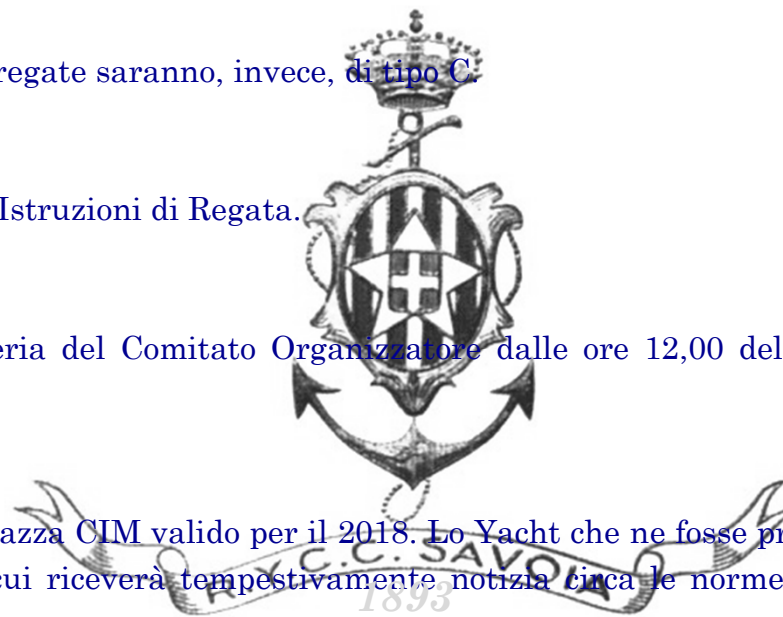 regate saranno, invece, di tipo C.
Istruzioni di Regata.
eria del Comitato Organizzatore dalle ore 12,00 del
azza CIM valido per il 2018. Lo Yacht che ne fosse pr
cui riceverà tempestivamente notizia circa le norme
R.Y.C.C. SAVOIA
1893